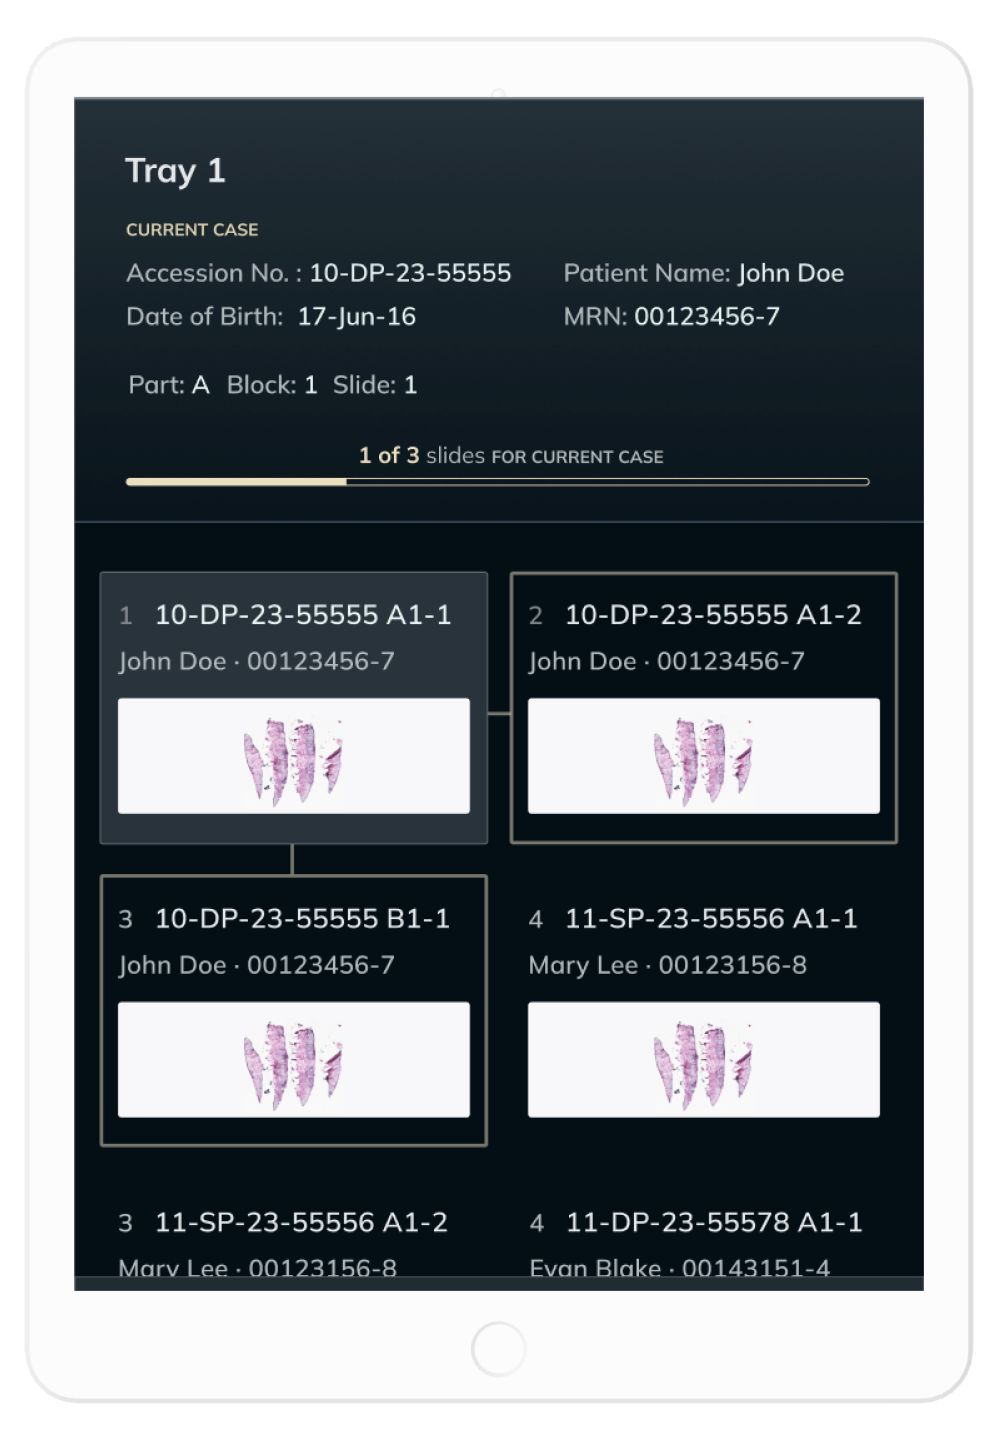 Tray 1
CURRENT CASE
Accession No. : 10-DP-23-55555 Patient Name: John Doe
Date of Birth: 17-Jun-16 MRN: 00123456-7
Part: A Block: 1 Slide: 1
1 of 3 slides FOR CURRENT CASE
1 10-DP-23-55555 A1-1
John Doe · 00123456-7
2 10-DP-23-55555 A1-2
John Doe · 00123456-7
3 10-DP-23-55555 B1-1
John Doe · 00123456-7
4 11-SP-23-55556 A1-1
Mary Lee · 00123156-8
3 11-SP-23-55556 A1-2
Mary Lee · 00123156-8
4 11-DP-23-55578 A1-1
Evan Blake · 00143151-4